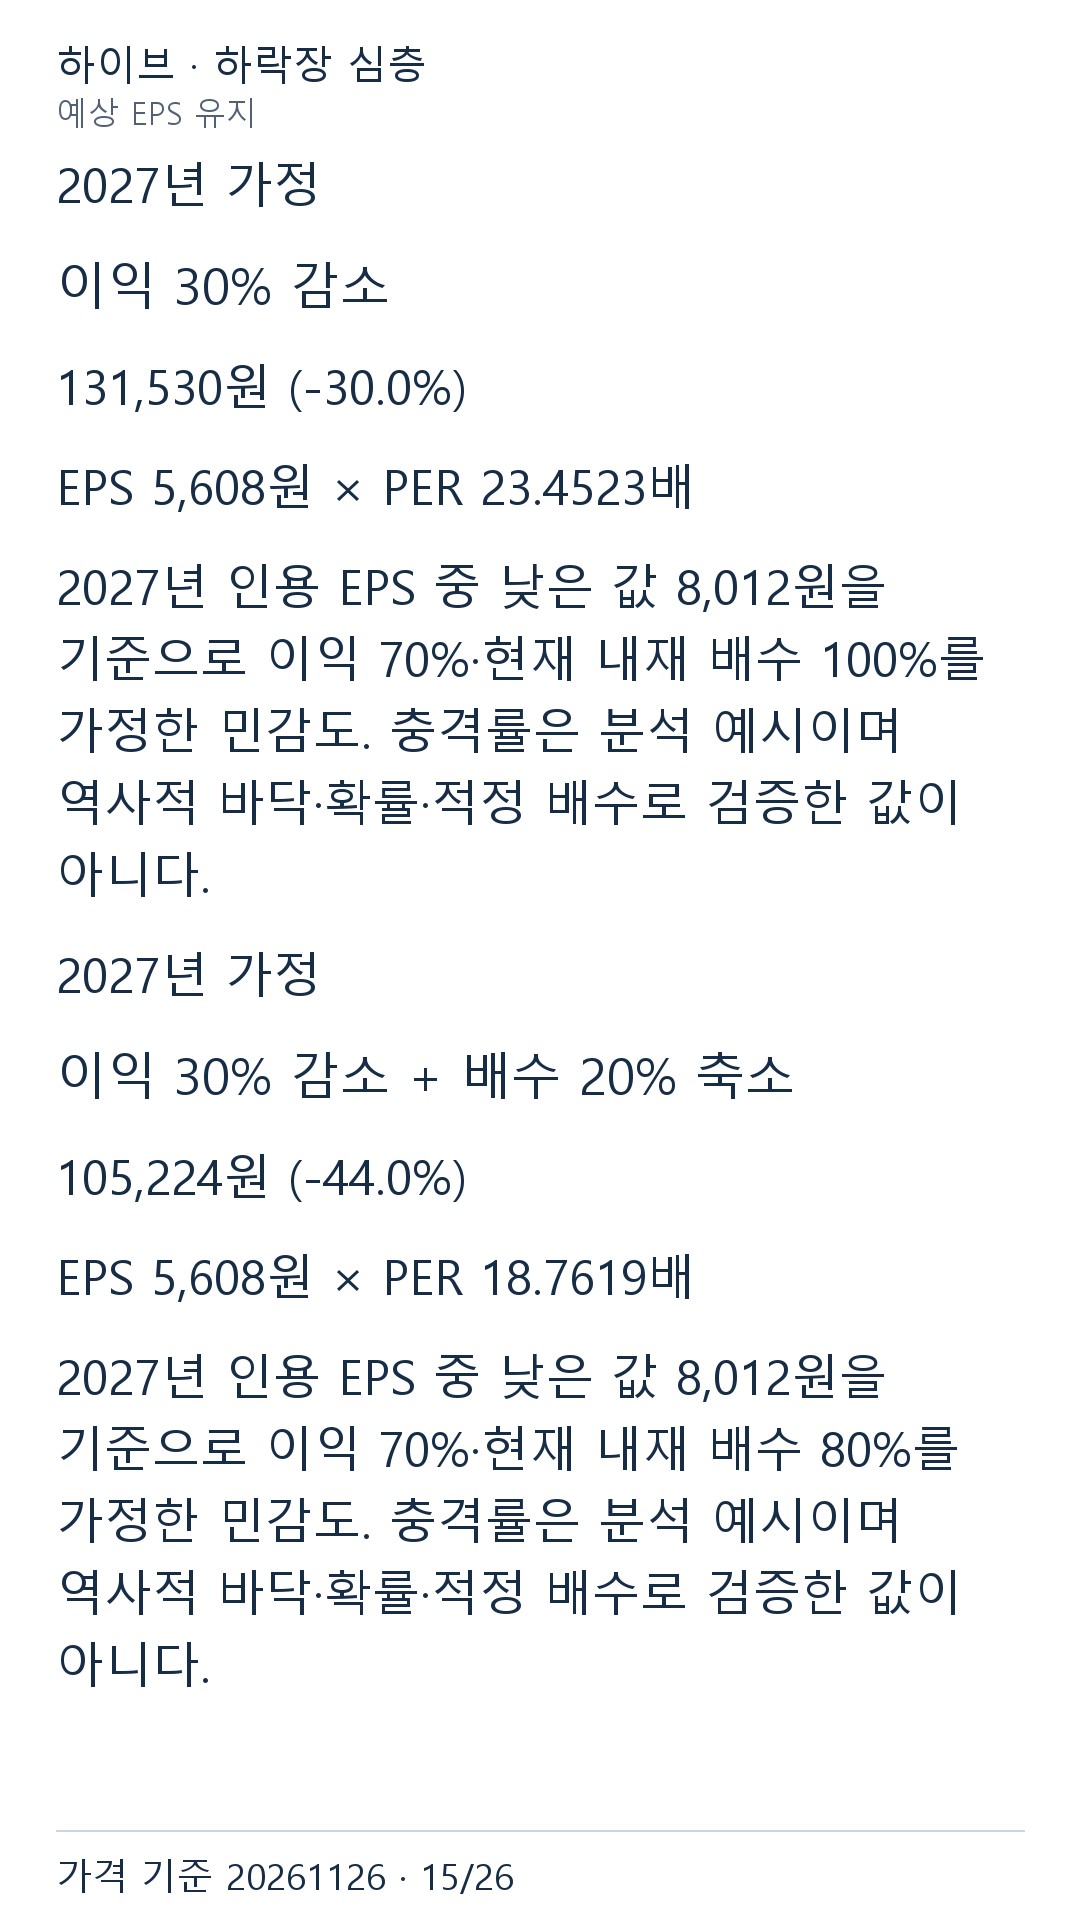 하이브 · 하락장 심층
예상 EPS 유지
2027년 가정
이익 30% 감소
131,530원 (-30.0%)
EPS 5,608원 × PER 23.4523배
2027년 인용 EPS 중 낮은 값 8,012원을
기준으로 이익 70%·현재 내재 배수 100%를
가정한 민감도. 충격률은 분석 예시이며
역사적 바닥·확률·적정 배수로 검증한 값이
아니다.
2027년 가정
이익 30% 감소 + 배수 20% 축소
105,224원 (-44.0%)
EPS 5,608원 × PER 18.7619배
2027년 인용 EPS 중 낮은 값 8,012원을
기준으로 이익 70%·현재 내재 배수 80%를
가정한 민감도. 충격률은 분석 예시이며
역사적 바닥·확률·적정 배수로 검증한 값이
아니다.
가격 기준 20261126 · 15/26